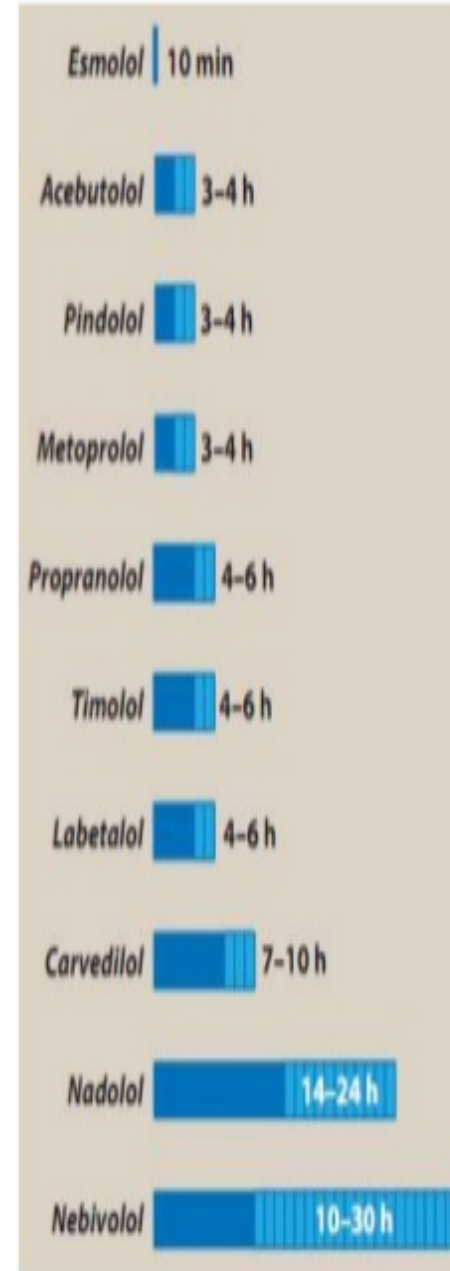 Esmolol 10 min
Acebutolol 3–4 h
Pindolol 3–4 h
Metoprolol 3–4 h
Propranolol 4–6 h
Timolol 4–6 h
Labetalol 4–6 h
Carvedilol 7–10 h
Nadolol 14–24 h
Nebivolol 10–30 h